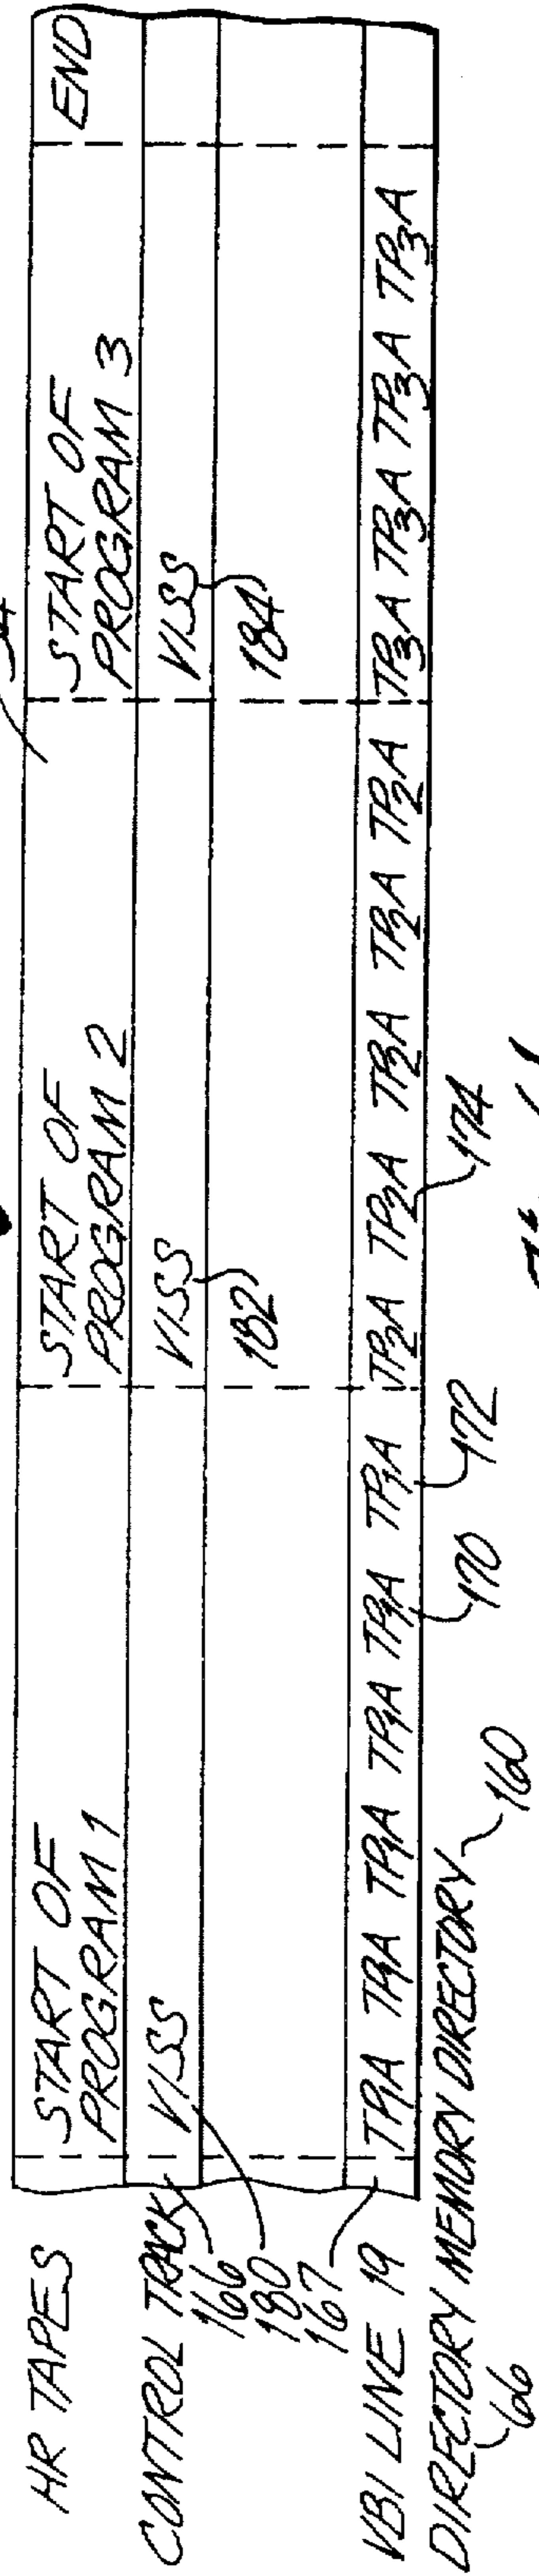 HR TAPES
START OF
PROGRAM 1
START OF
PROGRAM 2
START OF
PROGRAM 3
END
CONTROL TRACK
166
180
167
VISS
VISS
182
VISS
184
VBI LINE 19
TP1A TP1A TP1A TP1A TP1A TP1A
TP2A TP2A TP2A TP2A TP2A
TP3A TP3A TP3A TP3A
170
172
174
DIRECTORY MEMORY DIRECTORY
66
160